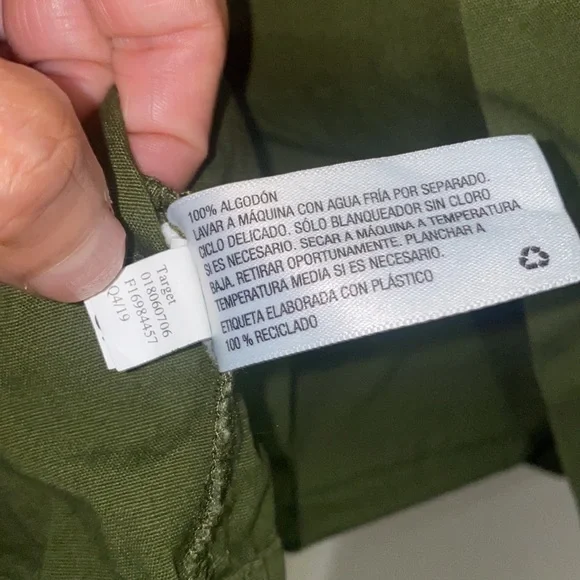 100% ALGODÓN
LAVAR A MÁQUINA CON AGUA FRÍA POR SEPARADO.
CICLO DELICADO. SÓLO BLANQUEADOR SIN CLORO
SI ES NECESARIO. SECAR A MÁQUINA A TEMPERATURA
BAJA. RETIRAR OPORTUNAMENTE. PLANCHAR A
TEMPERATURA MEDIA SI ES NECESARIO.
ETIQUETA ELABORADA CON PLÁSTICO
100 % RECICLADO
Target
018060706
F16984457
Q4/19